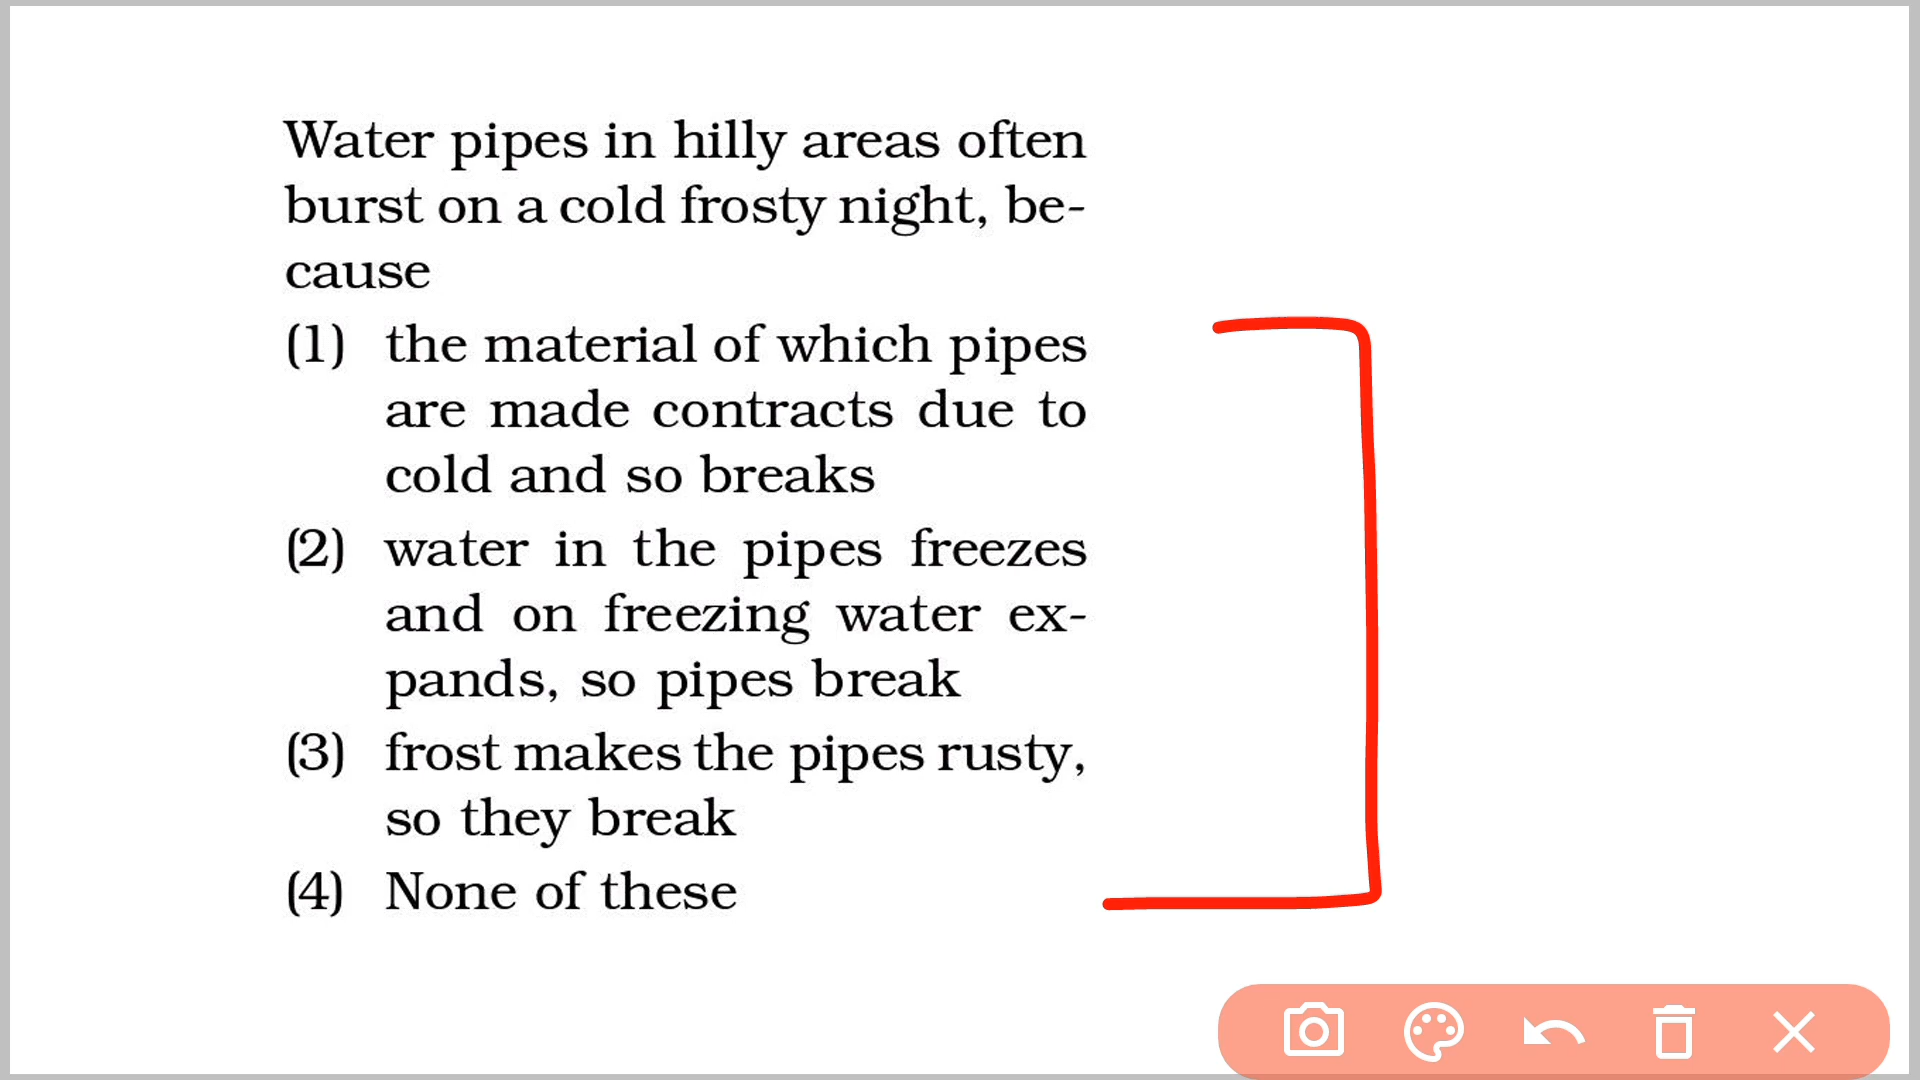 Water pipes in hilly areas often
burst on a cold frosty night, be-
cause
(1) the material of which pipes
are made contracts due to
cold and so breaks
(2) water in the pipes freezes
and on freezing water ex-
pands, so pipes break
(3) frost makes the pipes rusty,
so they break
(4) None of these